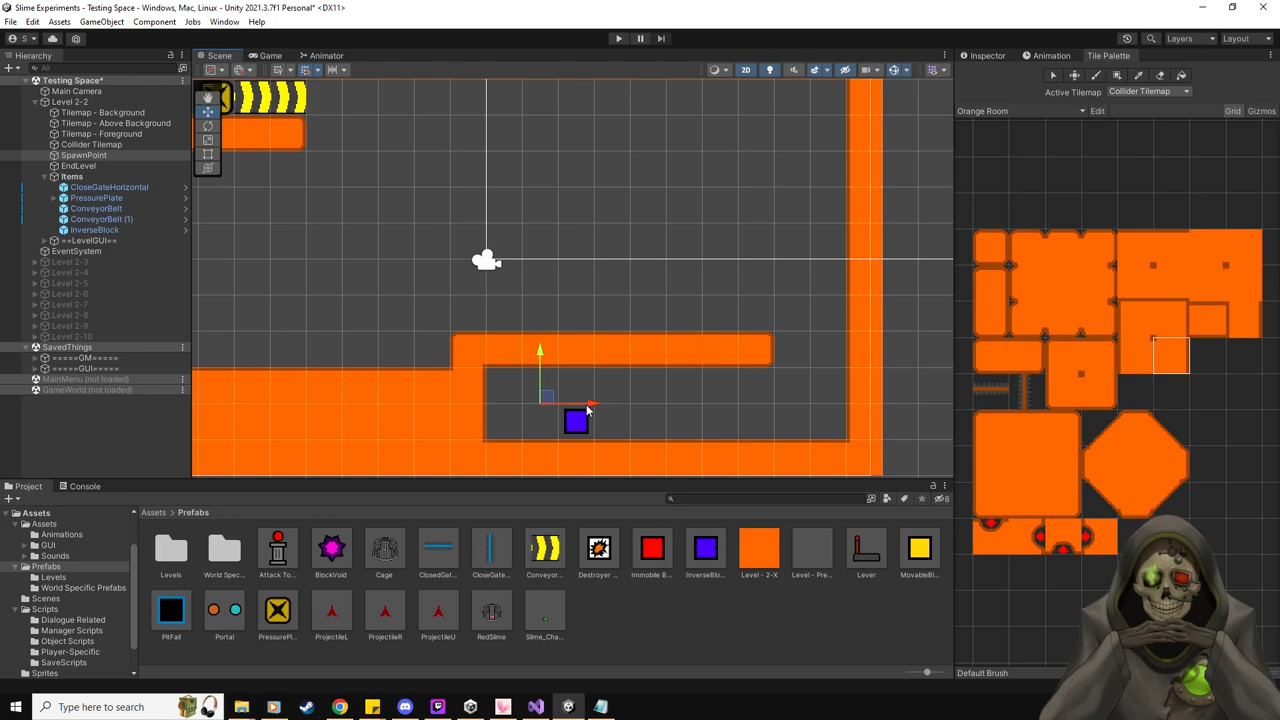 Slime Experiments - Testing Space - Windows, Mac, Linux - Unity 2021.3.7f1 Personal* <DX11>
File Edit Assets GameObject Component Jobs Window Help
S Layers Layout
Hierarchy
All
Testing Space*
Main Camera
Level 2-2
Tilemap - Background
Tilemap - Above Background
Tilemap - Foreground
Collider Tilemap
SpawnPoint
EndLevel
Items
CloseGateHorizontal
PressurePlate
ConveyorBelt
ConveyorBelt (1)
InverseBlock
==LevelGUI==
EventSystem
Level 2-3
Level 2-4
Level 2-5
Level 2-6
Level 2-7
Level 2-8
Level 2-9
Level 2-10
SavedThings
=====GM=====
=====GUI=====
MainMenu (not loaded)
GameWorld (not loaded)
Scene Game Animator
2D
Inspector Animation Tile Palette
Active Tilemap Collider Tilemap
Orange Room Edit Grid Gizmos
Default Brush
Project Console
8
Assets
Assets
Animations
GUI
Sounds
Prefabs
Levels
World Specific Prefabs
Scenes
Scripts
Dialogue Related
Manager Scripts
Object Scripts
Player-Specific
SaveScripts
Sprites
Assets > Prefabs
Levels World Spec... Attack To... BlockVoid Cage ClosedGat... CloseGate... Conveyor... Destroyer ... Immobile B... InverseBlo... Level - 2-X Level - Pre... Lever MovableBl...
PitFall Portal PressurePl... ProjectileL ProjectileR ProjectileU RedSlime Slime_Cha...
Type here to search